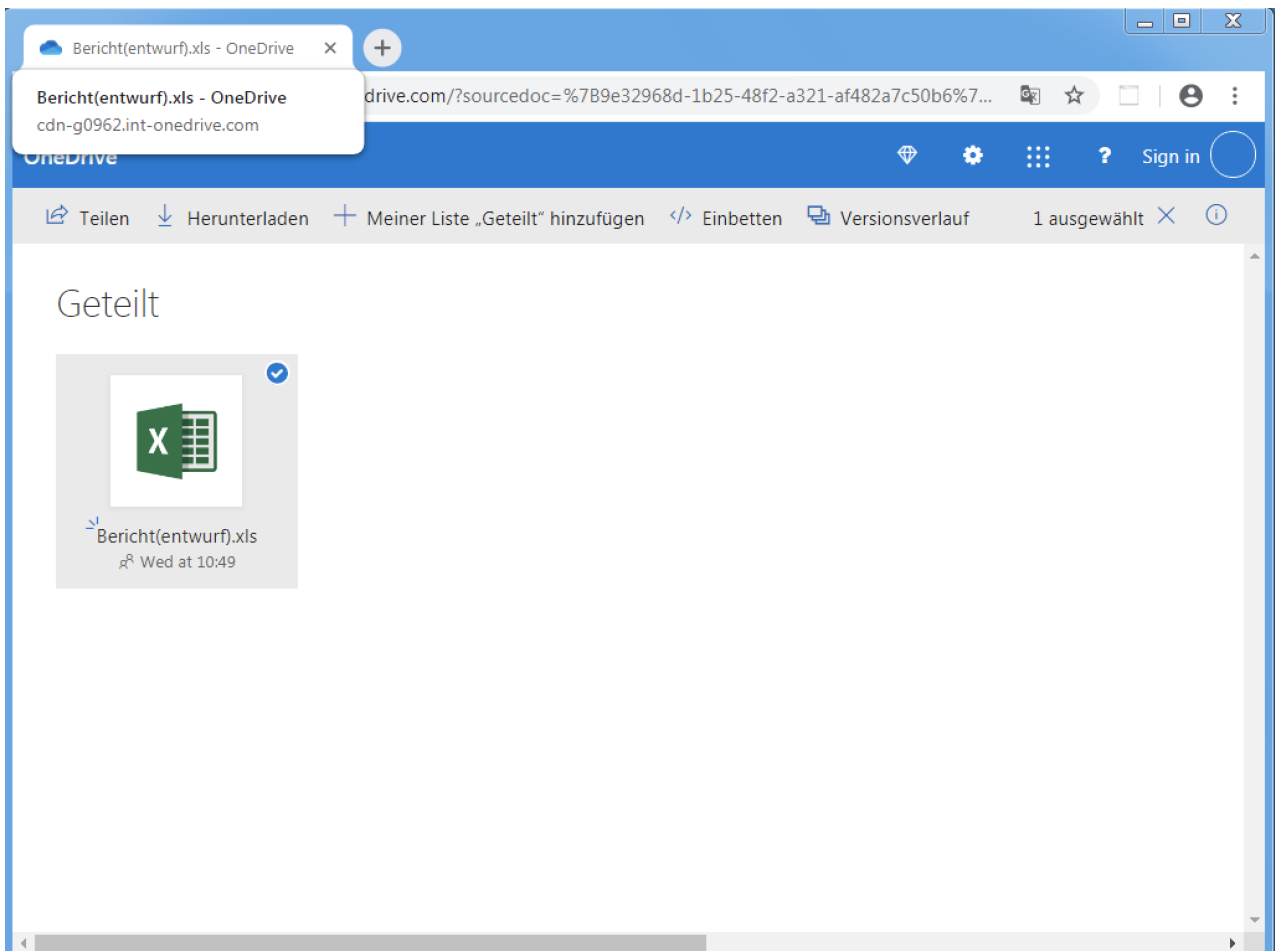 Bericht(entwurf).xls - OneDrive
Bericht(entwurf).xls - OneDrive
cdn-g0962.int-onedrive.com
drive.com/?sourcedoc=%7B9e32968d-1b25-48f2-a321-af482a7c50b6%7...
OneDrive
? Sign in
Teilen Herunterladen Meiner Liste „Geteilt“ hinzufügen Einbetten Versionsverlauf 1 ausgewählt
Geteilt
X
Bericht(entwurf).xls
Wed at 10:49